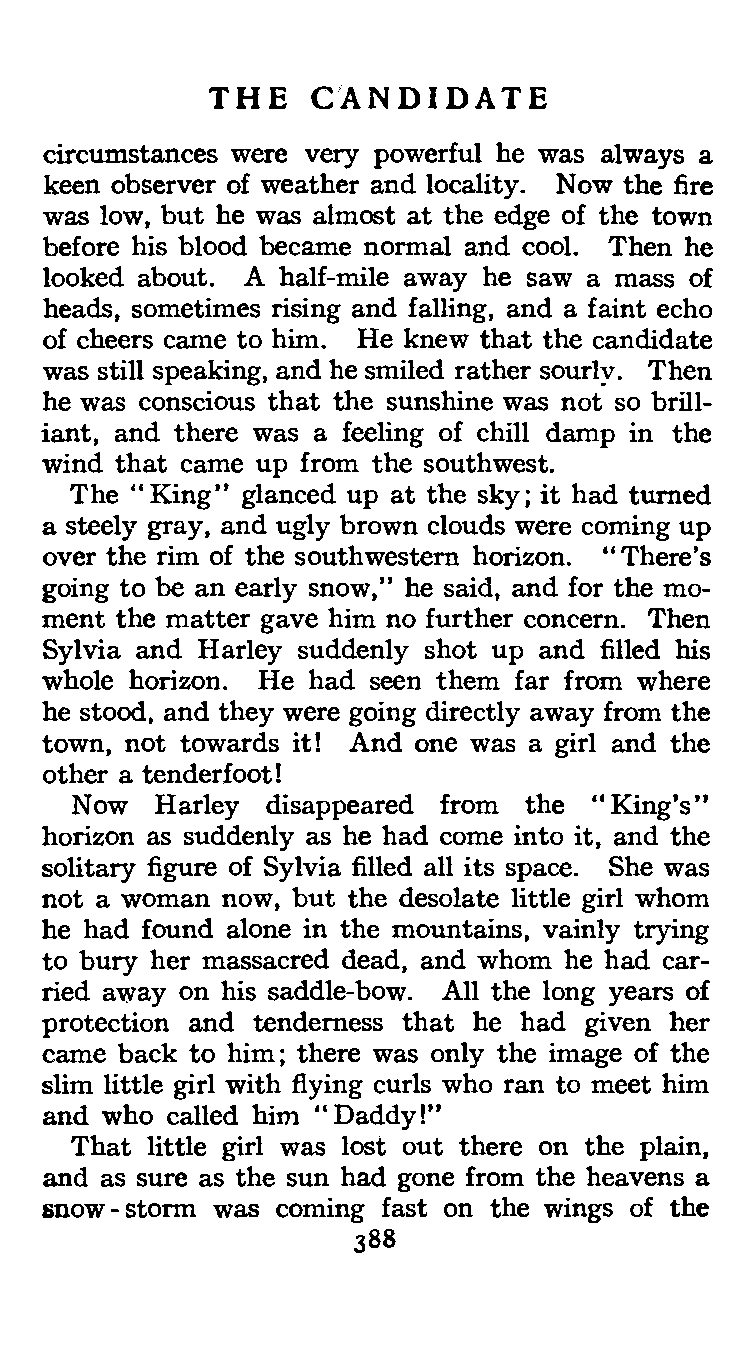 THE CANDIDATE
circumstances were very powerful he was always a
keen observer of weather and locality. Now the fire
was low, but he was almost at the edge of the town
before his blood became normal and cool. Then he
looked about. A half-mile away he saw a mass of
heads, sometimes rising and falling, and a faint echo
of cheers came to him. He knew that the candidate
was still speaking, and he smiled rather sourly. Then
he was conscious that the sunshine was not so brill-
iant, and there was a feeling of chill damp in the
wind that came up from the southwest.
The "King" glanced up at the sky; it had turned
a steely gray, and ugly brown clouds were coming up
over the rim of the southwestern horizon. "There's
going to be an early snow," he said, and for the mo-
ment the matter gave him no further concern. Then
Sylvia and Harley suddenly shot up and filled his
whole horizon. He had seen them far from where
he stood, and they were going directly away from the
town, not towards it! And one was a girl and the
other a tenderfoot!
Now Harley disappeared from the "King's"
horizon as suddenly as he had come into it, and the
solitary figure of Sylvia filled all its space. She was
not a woman now, but the desolate little girl whom
he had found alone in the mountains, vainly trying
to bury her massacred dead, and whom he had car-
ried away on his saddle-bow. All the long years of
protection and tenderness that he had given her
came back to him; there was only the image of the
slim little girl with flying curls who ran to meet him
and who called him "Daddy!"
That little girl was lost out there on the plain,
and as sure as the sun had gone from the heavens a
snow-storm was coming fast on the wings of the
388